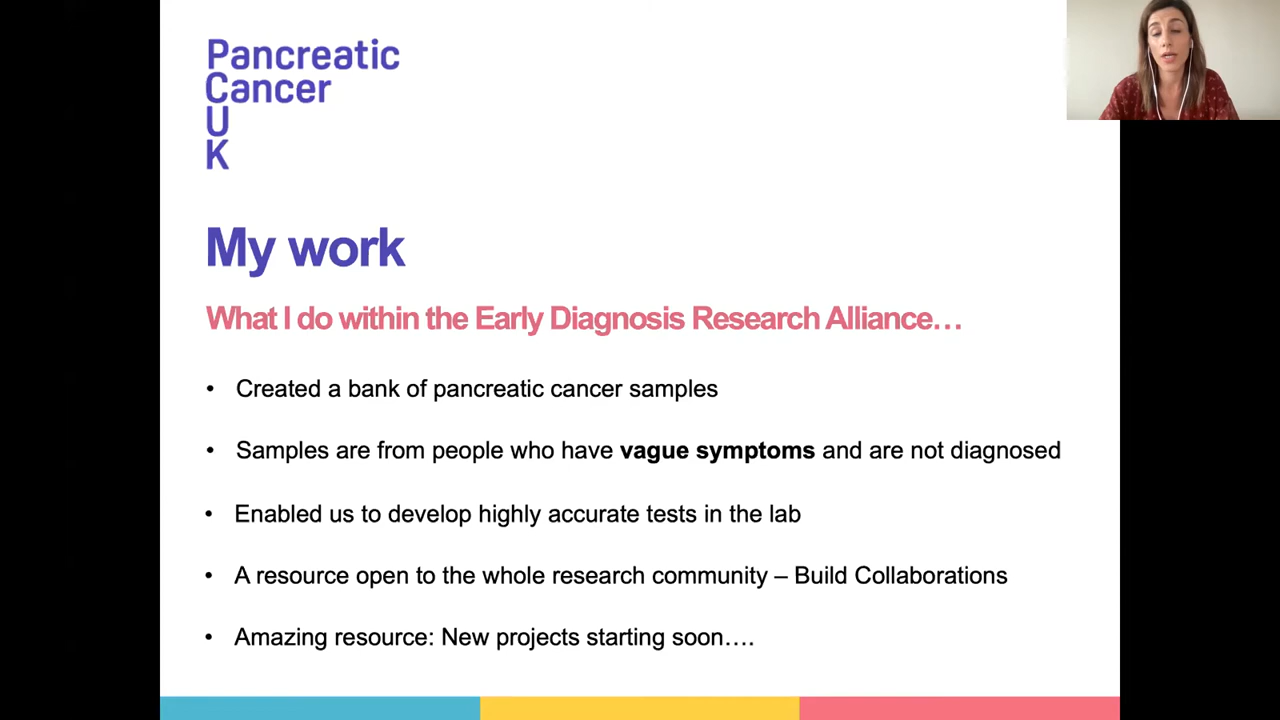 Pancreatic
Cancer
U
K
My work
What I do within the Early Diagnosis Research Alliance…
• Created a bank of pancreatic cancer samples
• Samples are from people who have vague symptoms and are not diagnosed
• Enabled us to develop highly accurate tests in the lab
• A resource open to the whole research community – Build Collaborations
• Amazing resource: New projects starting soon….